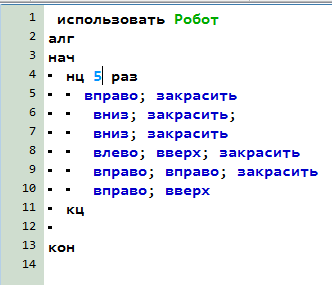 1 использовать Робот
2 алг
3 нач
4 нц 5 раз
5 вправо; закрасить
6 вниз; закрасить;
7 вниз; закрасить
8 влево; вверх; закрасить
9 вправо; вправо; закрасить
10 вправо; вверх
11 кц
12
13 кон
14